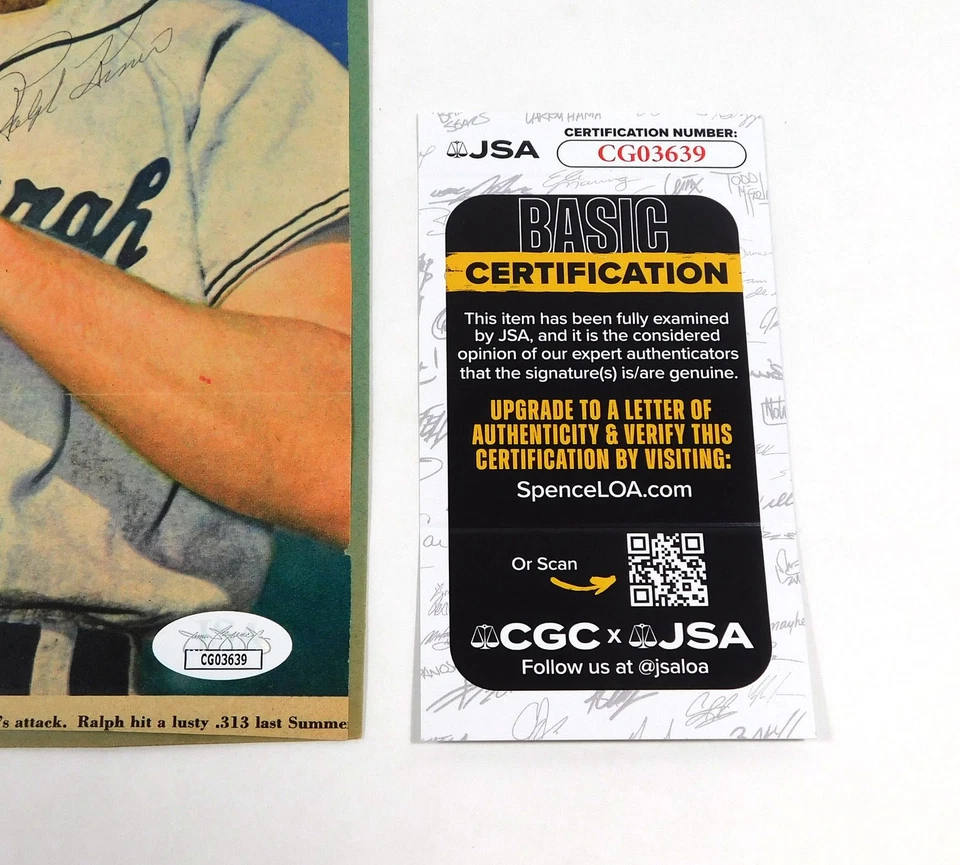 Ralph Kiner
urgh
CG03639
's attack. Ralph hit a lusty .313 last Summe
JSA
CERTIFICATION NUMBER:
CG03639
BASIC
CERTIFICATION
This item has been fully examined
by JSA, and it is the considered
opinion of our expert authenticators
that the signature(s) is/are genuine.
UPGRADE TO A LETTER OF
AUTHENTICITY & VERIFY THIS
CERTIFICATION BY VISITING:
SpenceLOA.com
Or Scan
CGC x JSA
Follow us at @jsaloa